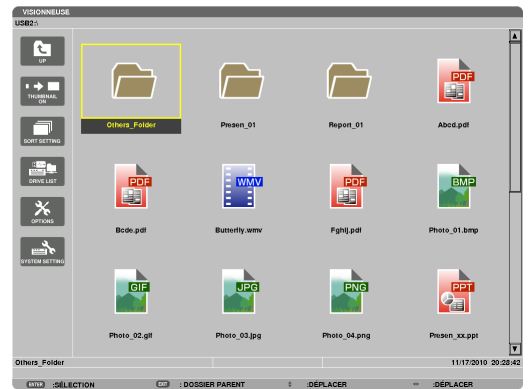 VISIONNEUSE
USB2:\
UP
THUMBNAIL
ON
SORT SETTING
DRIVE LIST
OPTIONS
SYSTEM SETTING
Others_Folder Presen_01 Report_01 Abcd.pdf
PDF
PDF WMV PDF BMP
Bcde.pdf Butterfly.wmv Fghij.pdf Photo_01.bmp
GIF JPG PNG PPT
Photo_02.gif Photo_03.jpg Photo_04.png Presen_xx.ppt
Others_Folder 11/17/2010 20:28:42
ENTER :SÉLECTION EXIT : DOSSIER PARENT :DÉPLACER :DÉPLACER